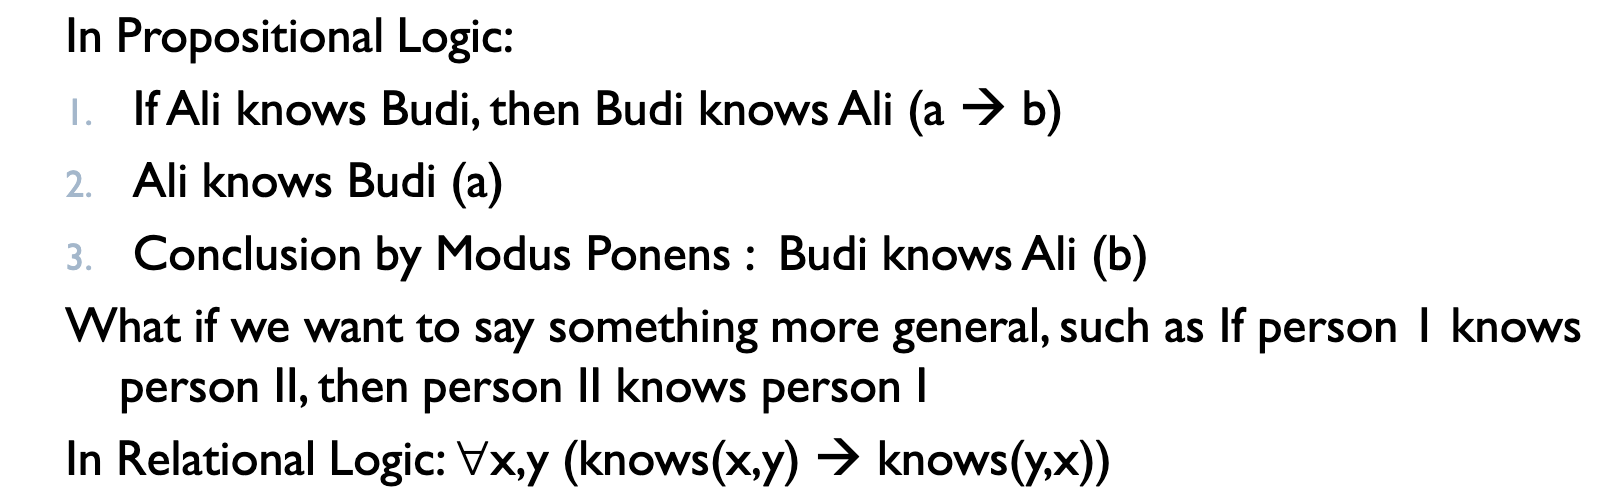 In Propositional Logic:
1. If Ali knows Budi, then Budi knows Ali (a → b)
2. Ali knows Budi (a)
3. Conclusion by Modus Ponens : Budi knows Ali (b)
What if we want to say something more general, such as If person I knows
person II, then person II knows person I
In Relational Logic: ∀x,y (knows(x,y) → knows(y,x))